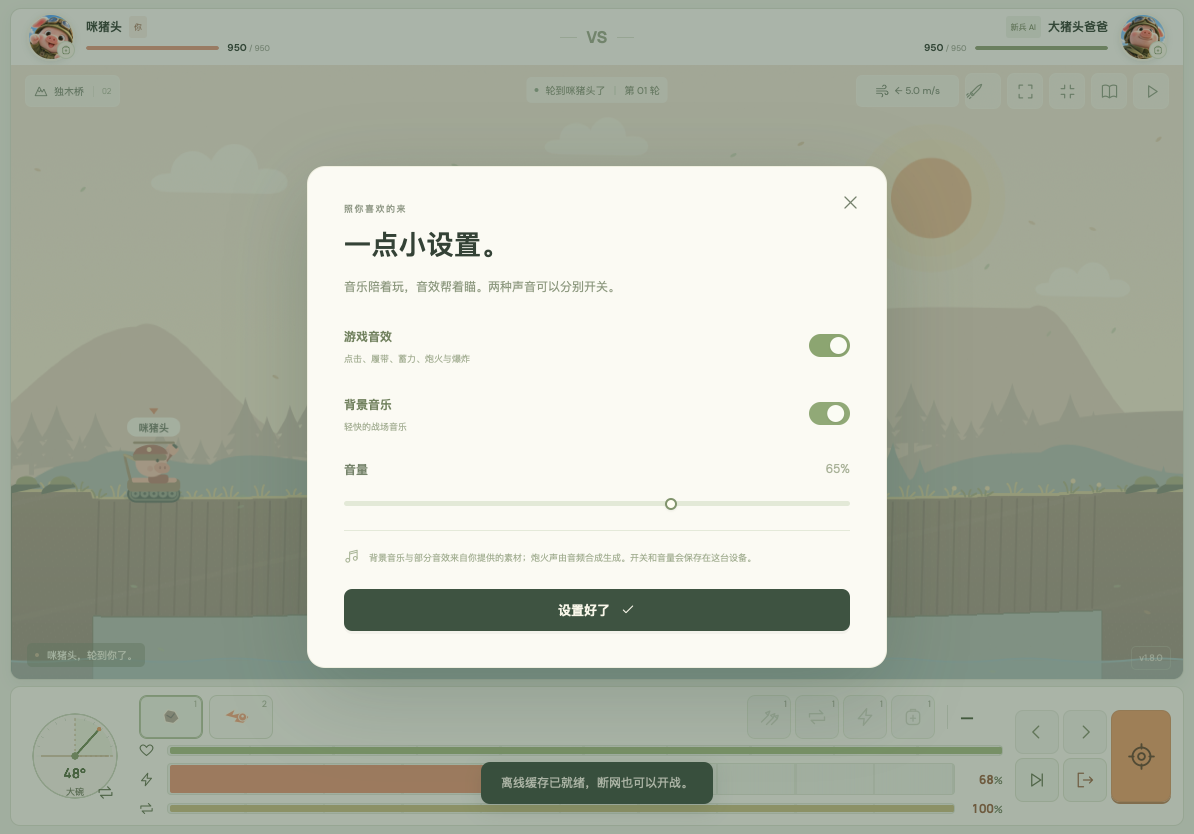 咪猪头 你
950 / 950
VS
新兵 AI 大猪头爸爸
950 / 950
独木桥 02
轮到咪猪头了 第 01 轮
← 5.0 m/s
照你喜欢的来
一点小设置。
音乐陪着玩，音效帮着瞄。两种声音可以分别开关。
游戏音效
点击、履带、蓄力、炮火与爆炸
背景音乐
轻快的战场音乐
音量 65%
背景音乐与部分音效来自你提供的素材；炮火声由音频合成生成。开关和音量会保存在这台设备。
设置好了
咪猪头
咪猪头，轮到你了。
v1.8.0
1 2
1 1 1 1
48°
大碗
68%
100%
离线缓存已就绪，断网也可以开战。